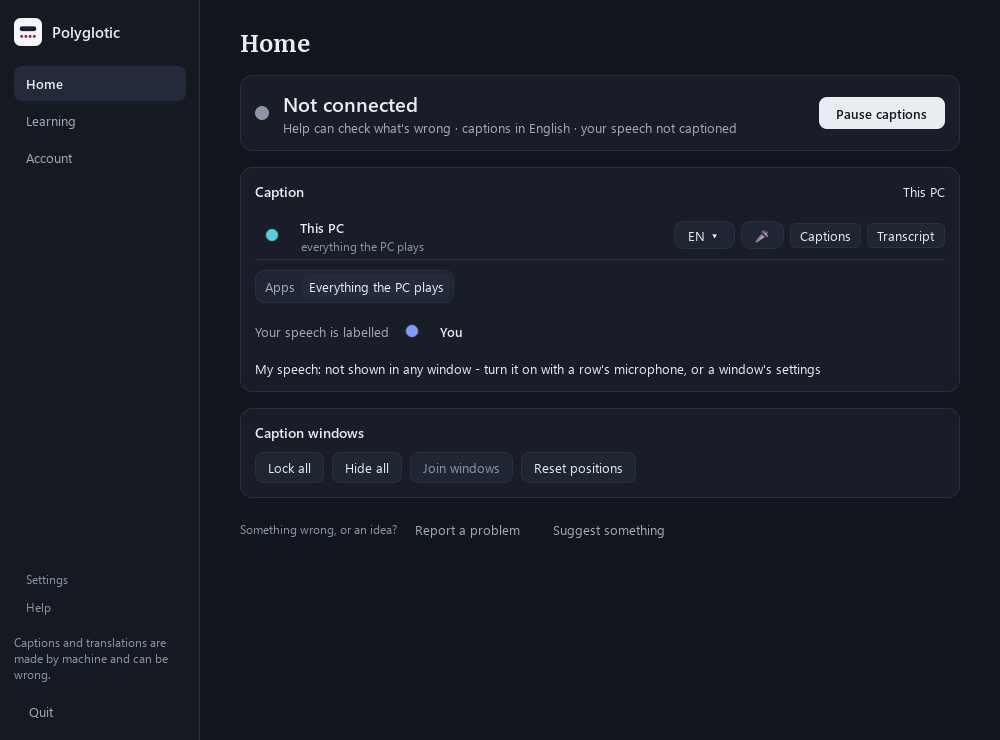 Polyglotic
Home
Learning
Account
Settings
Help
Captions and translations are
made by machine and can be
wrong.
Quit
Home
Not connected
Help can check what's wrong · captions in English · your speech not captioned
Pause captions
Caption
This PC
This PC
everything the PC plays
EN
Captions
Transcript
Apps
Everything the PC plays
Your speech is labelled
You
My speech: not shown in any window - turn it on with a row's microphone, or a window's settings
Caption windows
Lock all
Hide all
Join windows
Reset positions
Something wrong, or an idea?
Report a problem
Suggest something